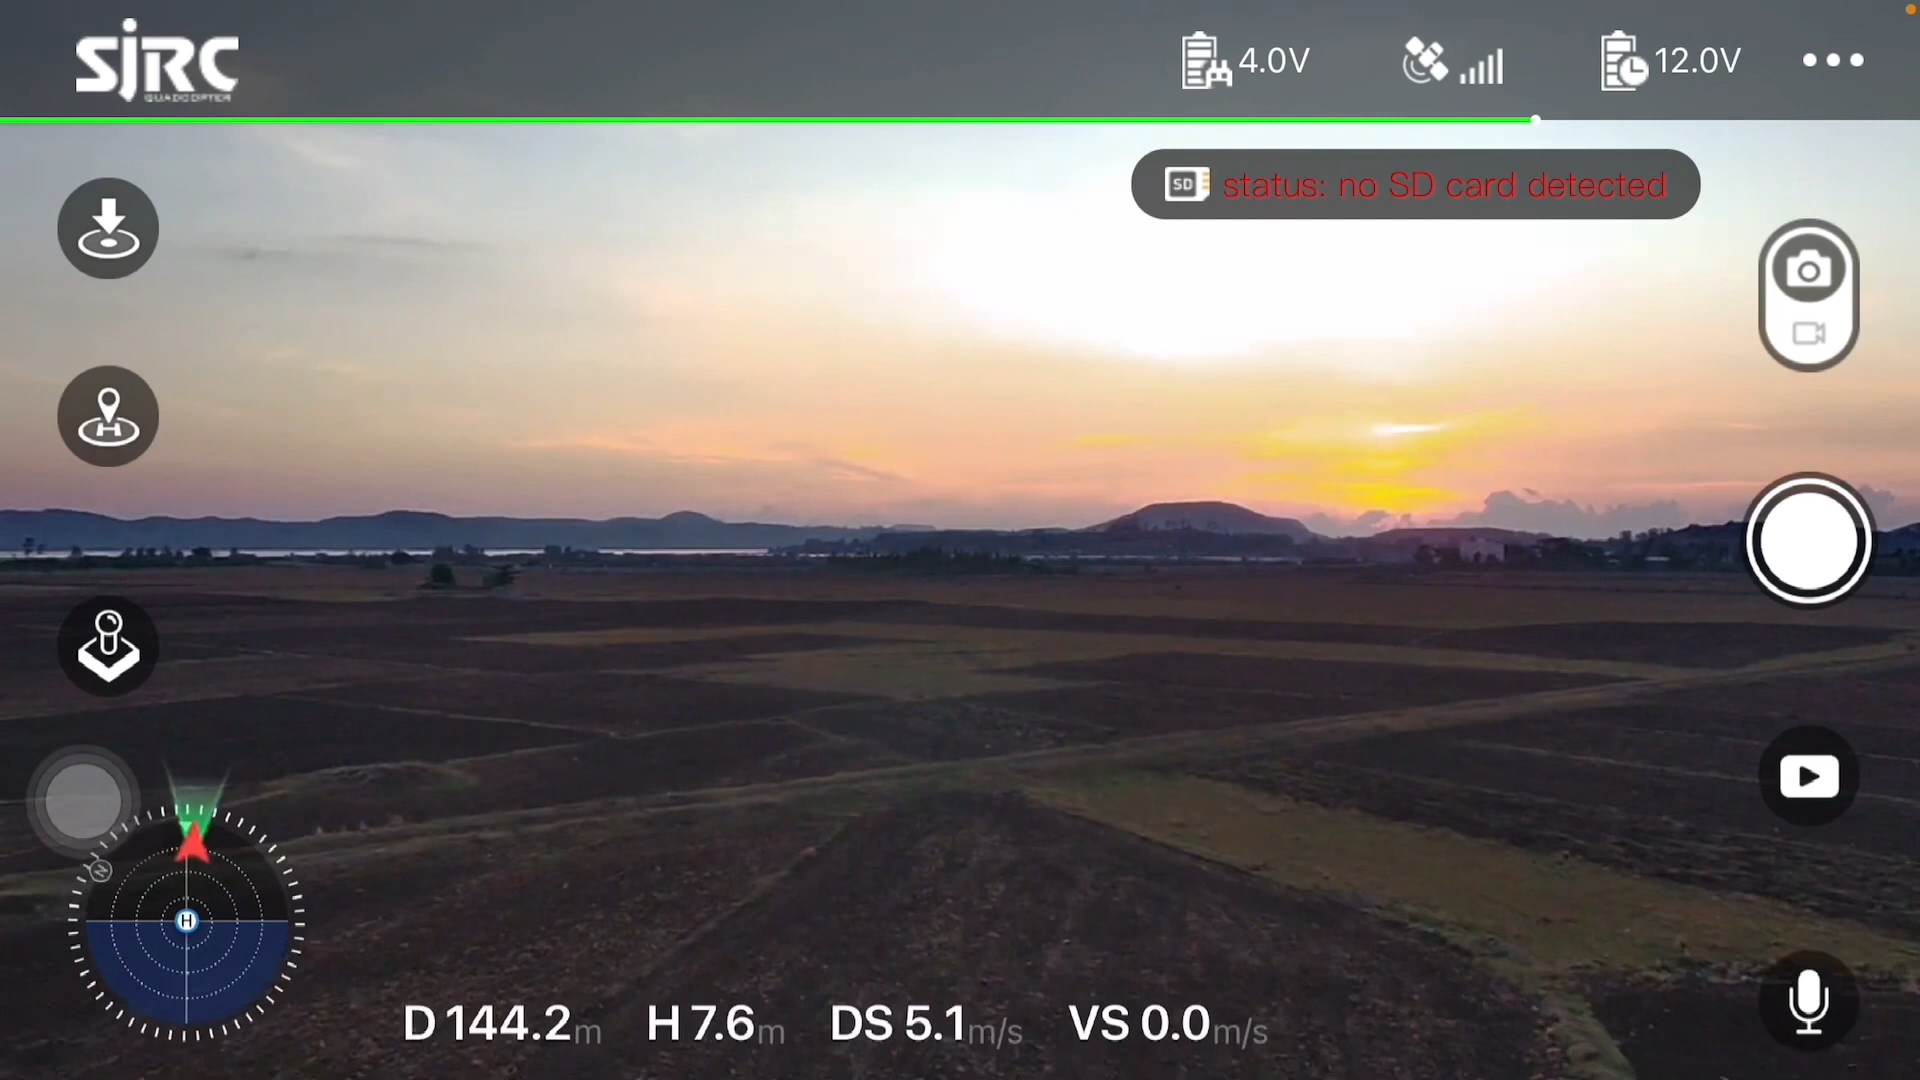 SJRC
QUADCOPTER
4.0V
12.0V
SD status: no SD card detected
H
N
H
D 144.2m H 7.6m DS 5.1m/s VS 0.0m/s